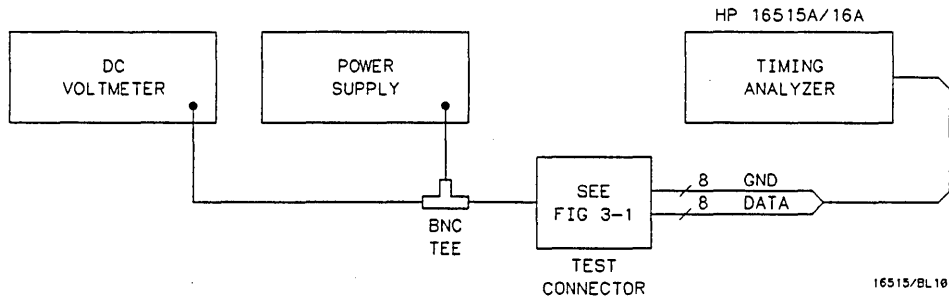 HP 16515A/16A
DC
VOLTMETER
POWER
SUPPLY
TIMING
ANALYZER
SEE
FIG 3-1
8 GND
8 DATA
BNC
TEE
TEST
CONNECTOR
16515/BL10